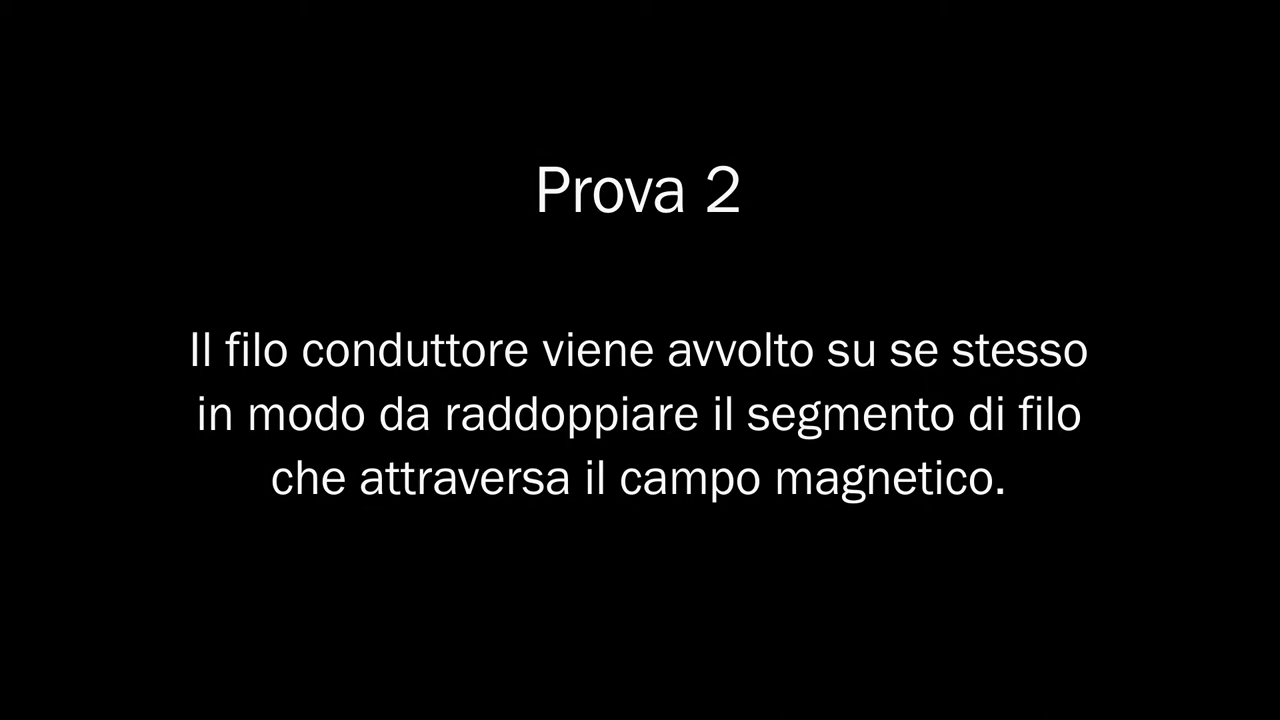 Prova 2
Il filo conduttore viene avvolto su se stesso
in modo da raddoppiare il segmento di filo
che attraversa il campo magnetico.